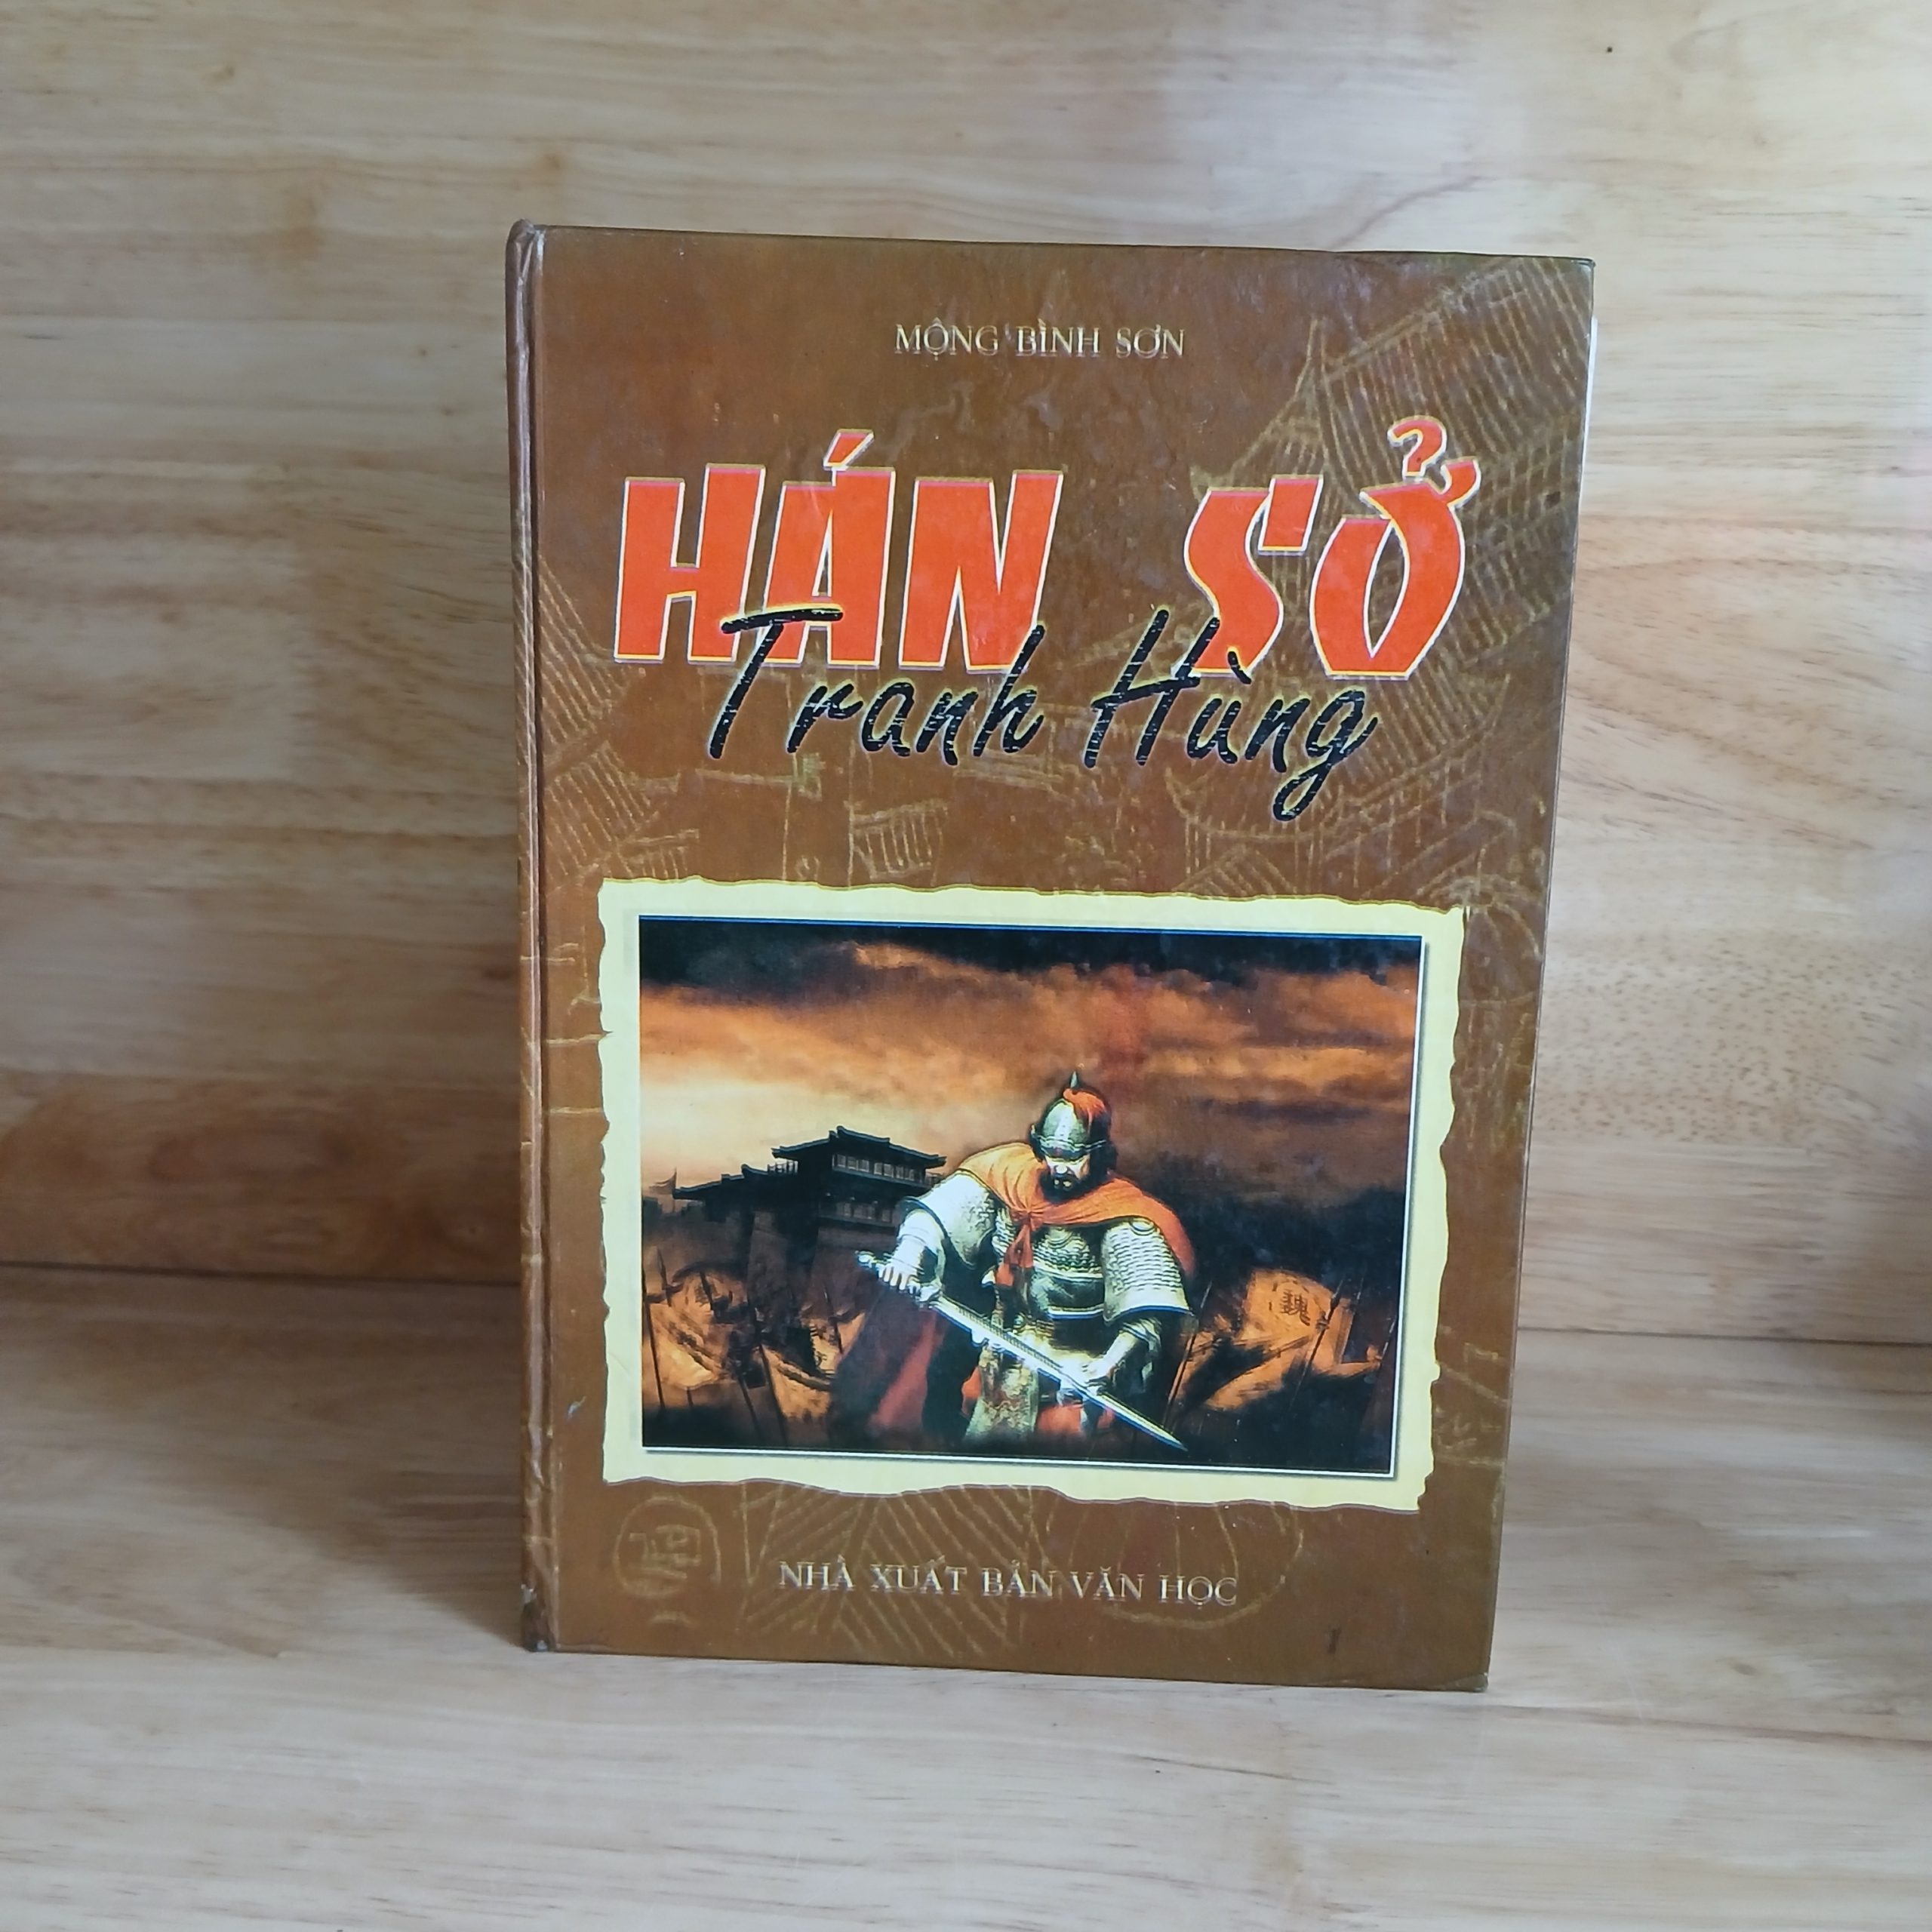 MỘNG BÌNH SƠN
HÁN SỞ
Tranh Hùng
NHÀ XUẤT BẢN VĂN HỌC